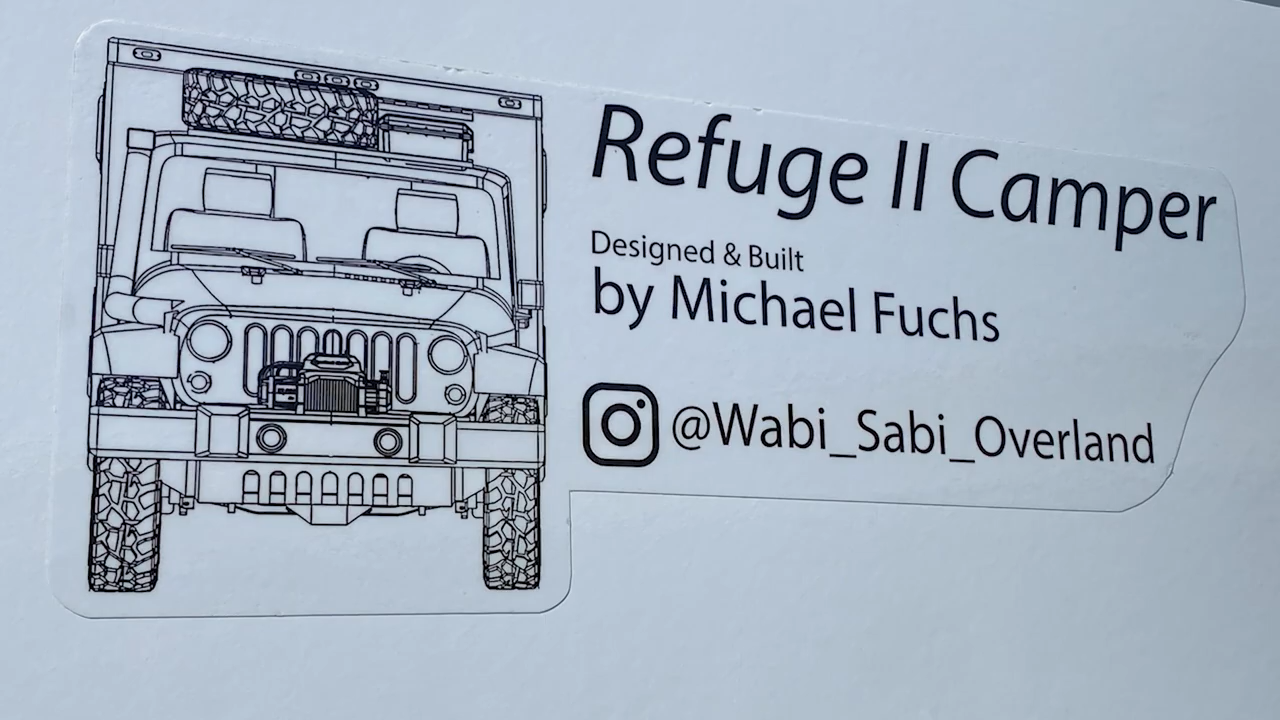 Refuge II Camper
Designed & Built
by Michael Fuchs
@Wabi_Sabi_Overland